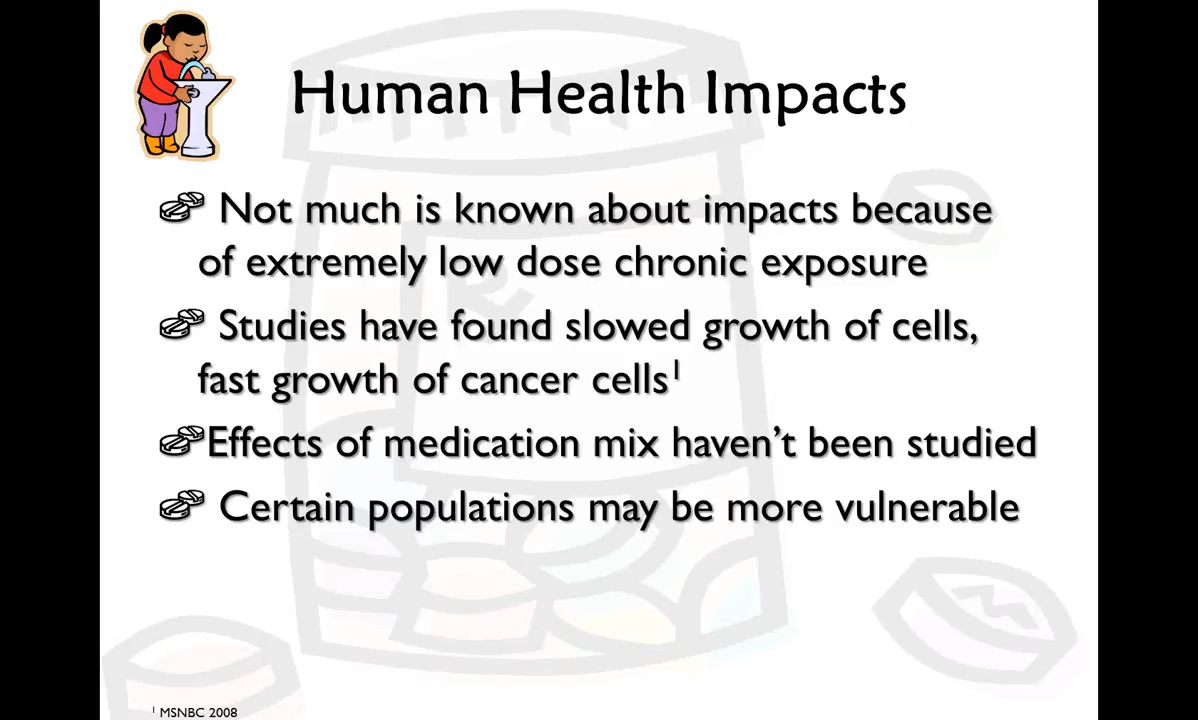 Human Health Impacts
Not much is known about impacts because
of extremely low dose chronic exposure
Studies have found slowed growth of cells,
fast growth of cancer cells¹
Effects of medication mix haven’t been studied
Certain populations may be more vulnerable
¹ MSNBC 2008